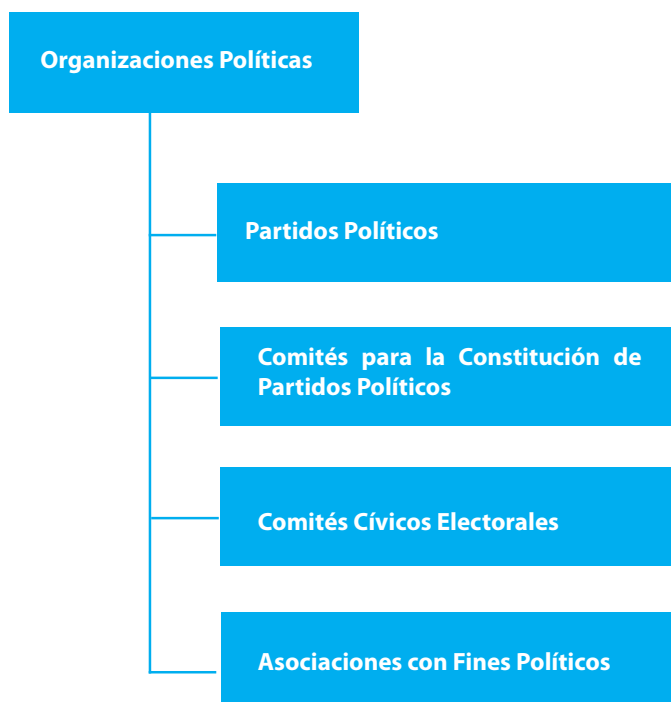 Organizaciones Políticas
Partidos Políticos
Comités para la Constitución de
Partidos Políticos
Comités Cívicos Electorales
Asociaciones con Fines Políticos